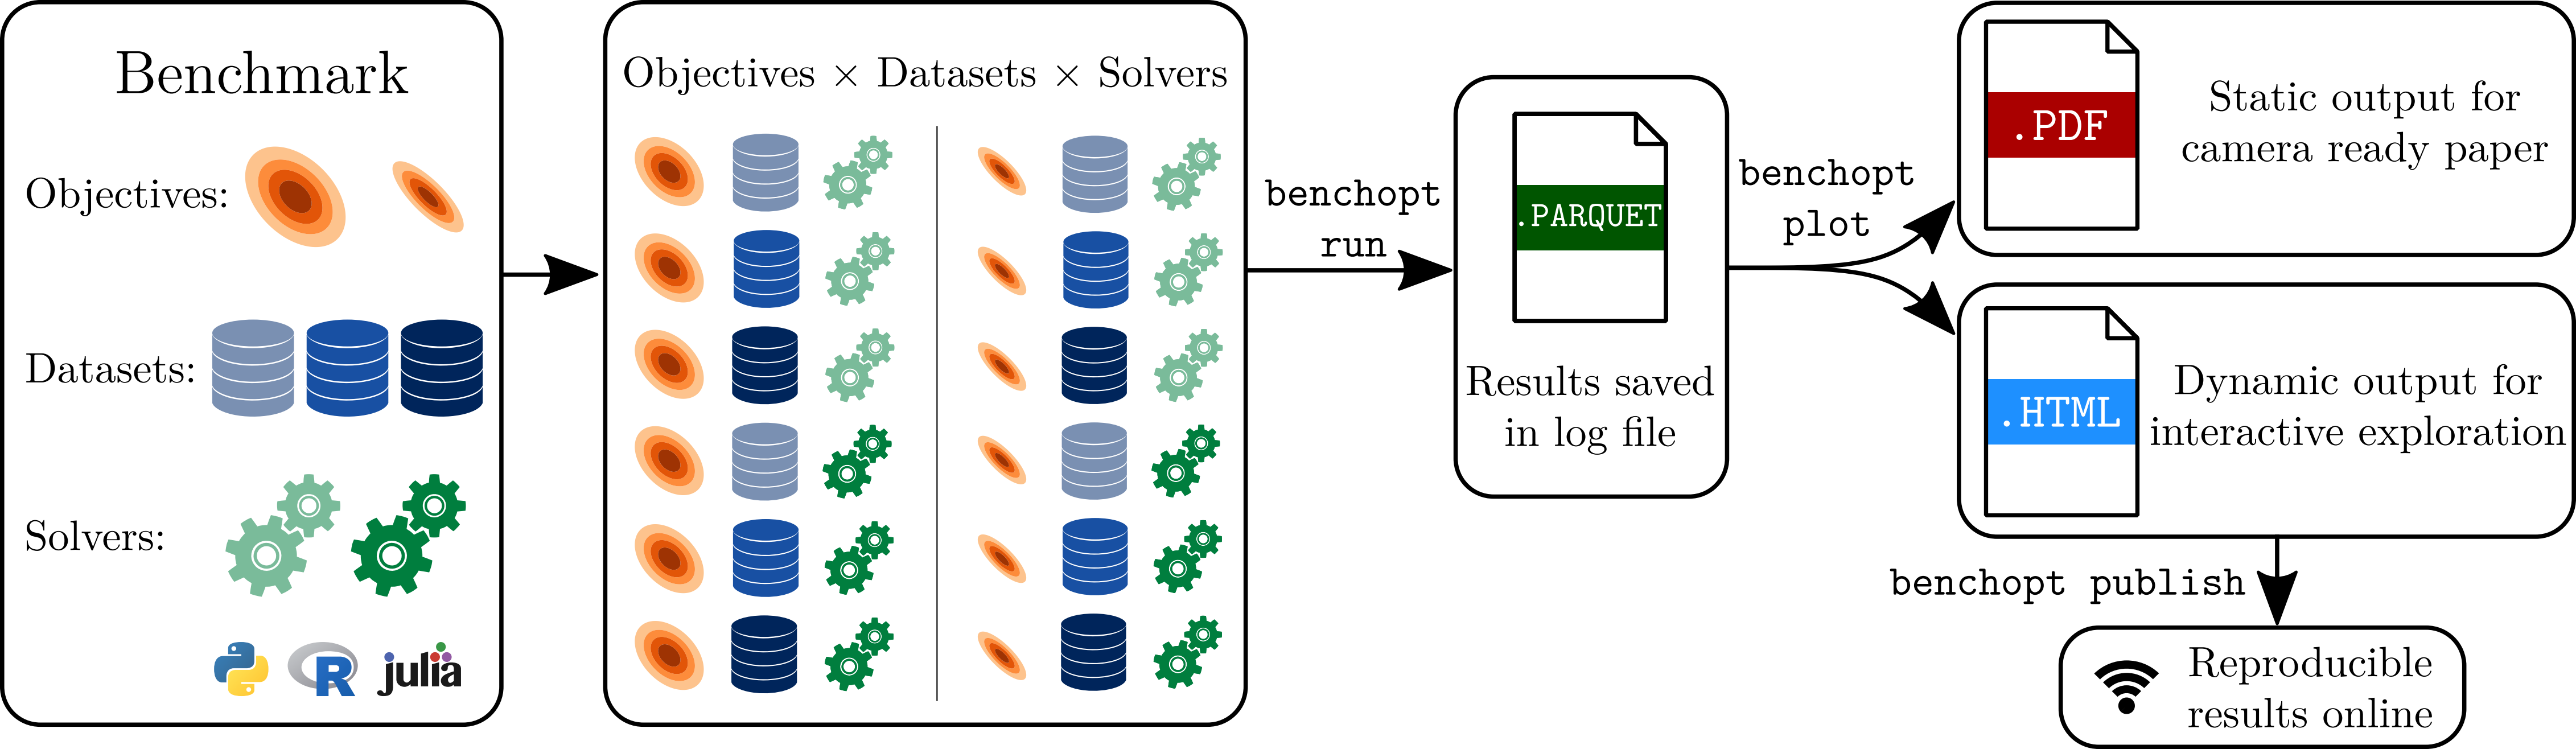 Benchmark
Objectives:
Datasets:
Solvers:
R
julia
Objectives × Datasets × Solvers
benchopt
run
.PARQUET
Results saved
in log file
benchopt
plot
.PDF
Static output for
camera ready paper
.HTML
Dynamic output for
interactive exploration
benchopt publish
Reproducible
results online